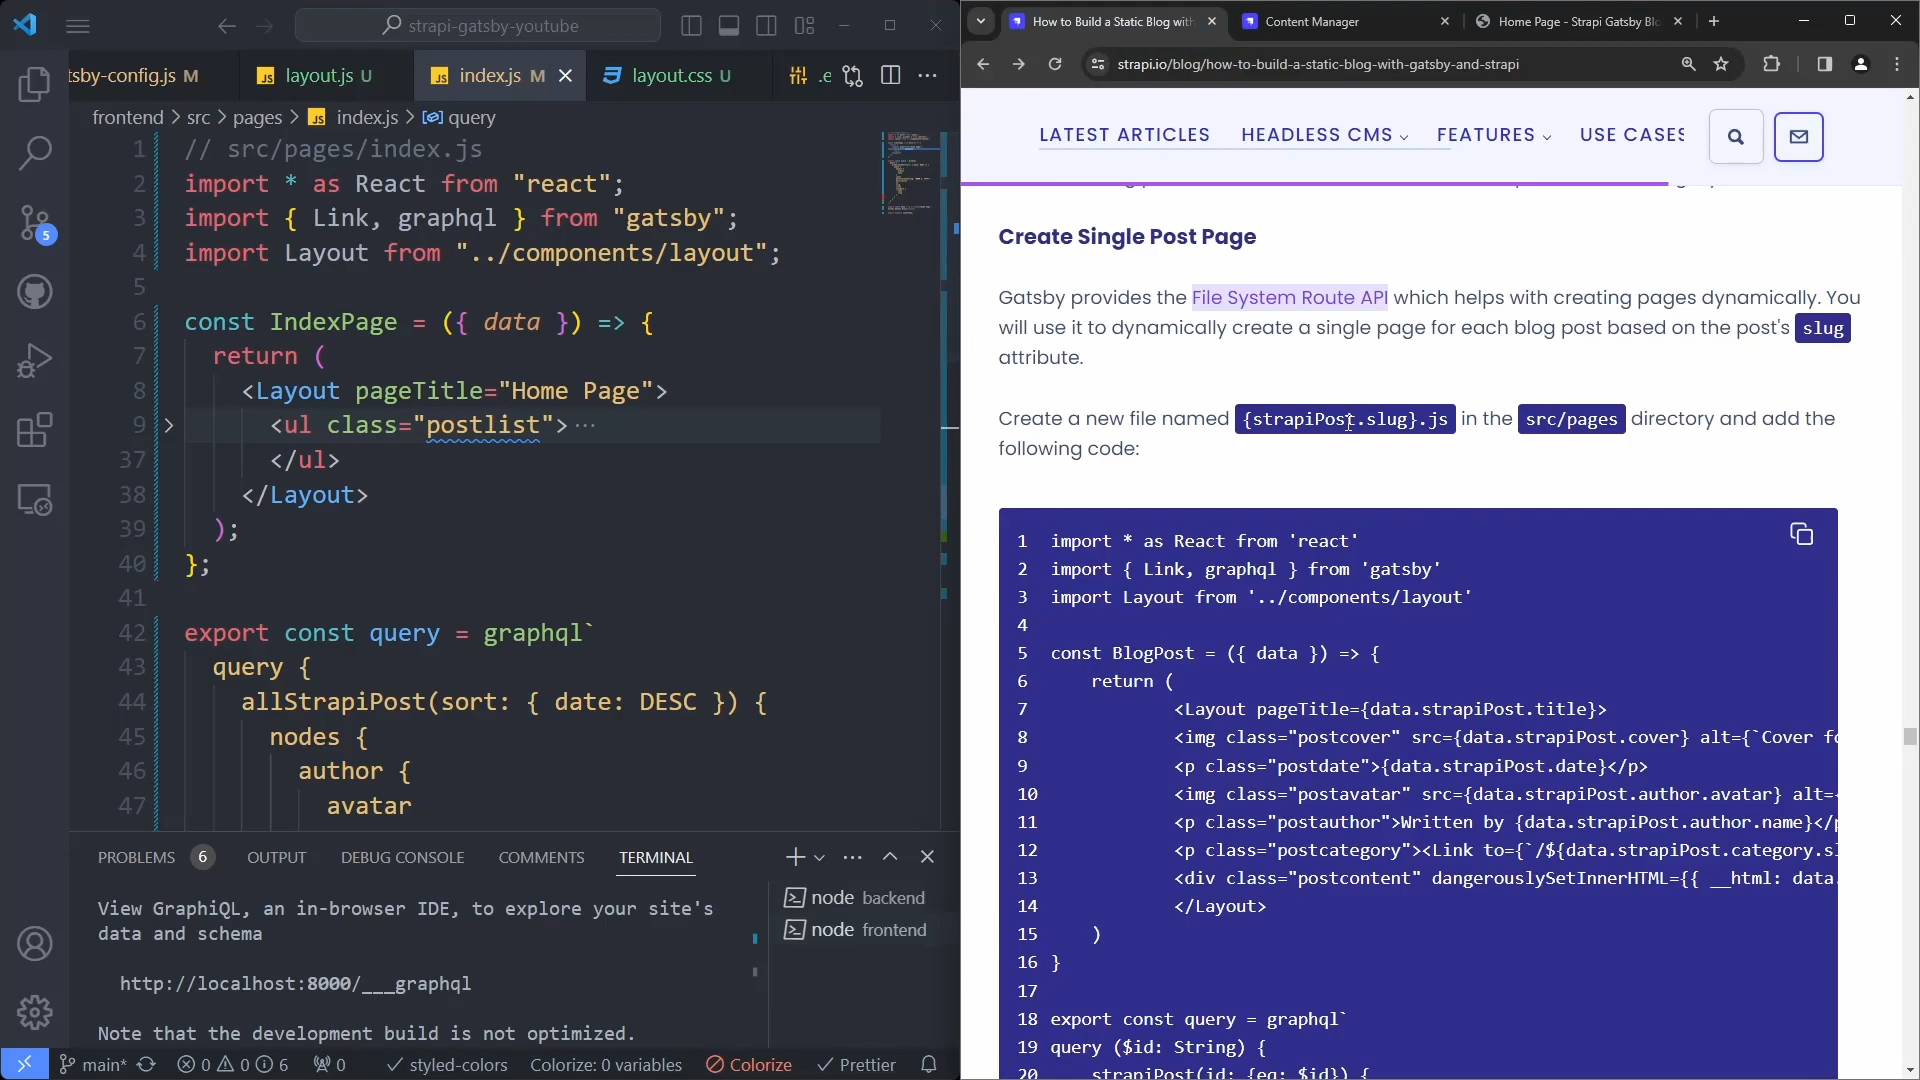 strapi-gatsby-youtube
tsby-config.js M
layout.js U
index.js M
layout.css U
.e
frontend > src > pages > JS index.js > query
1 // src/pages/index.js
2 import * as React from "react";
3 import { Link, graphql } from "gatsby";
4 import Layout from "../components/layout";
5
6 const IndexPage = ({ data }) => {
7 return (
8 <Layout pageTitle="Home Page">
9 <ul class="postlist"> ···
37 </ul>
38 </Layout>
39 );
40 };
41
42 export const query = graphql`
43 query {
44 allStrapiPost(sort: { date: DESC }) {
45 nodes {
46 author {
47 avatar
5
PROBLEMS 6 OUTPUT DEBUG CONSOLE COMMENTS TERMINAL
View GraphiQL, an in-browser IDE, to explore your site's
data and schema
http://localhost:8000/___graphql
Note that the development build is not optimized.
node backend
node frontend
main* 0 0 6 0 styled-colors Colorize: 0 variables Colorize Prettier
How to Build a Static Blog with
Content Manager
Home Page - Strapi Gatsby Blo
strapi.io/blog/how-to-build-a-static-blog-with-gatsby-and-strapi
LATEST ARTICLES HEADLESS CMS FEATURES USE CASES
Create Single Post Page
Gatsby provides the File System Route API which helps with creating pages dynamically. You
will use it to dynamically create a single page for each blog post based on the post's slug
attribute.
Create a new file named {strapiPost.slug}.js in the src/pages directory and add the
following code:
1 import * as React from 'react'
2 import { Link, graphql } from 'gatsby'
3 import Layout from '../components/layout'
4
5 const BlogPost = ({ data }) => {
6 return (
7 <Layout pageTitle={data.strapiPost.title}>
8 <img class="postcover" src={data.strapiPost.cover} alt={`Cover fo
9 <p class="postdate">{data.strapiPost.date}</p>
10 <img class="postavatar" src={data.strapiPost.author.avatar} alt={
11 <p class="postauthor">Written by {data.strapiPost.author.name}</p
12 <p class="postcategory"><Link to={`/${data.strapiPost.category.sl
13 <div class="postcontent" dangerouslySetInnerHTML={{ __html: data.
14 </Layout>
15 )
16 }
17
18 export const query = graphql`
19 query ($id: String) {
20 strapiPost(id: {eq: $id}) {